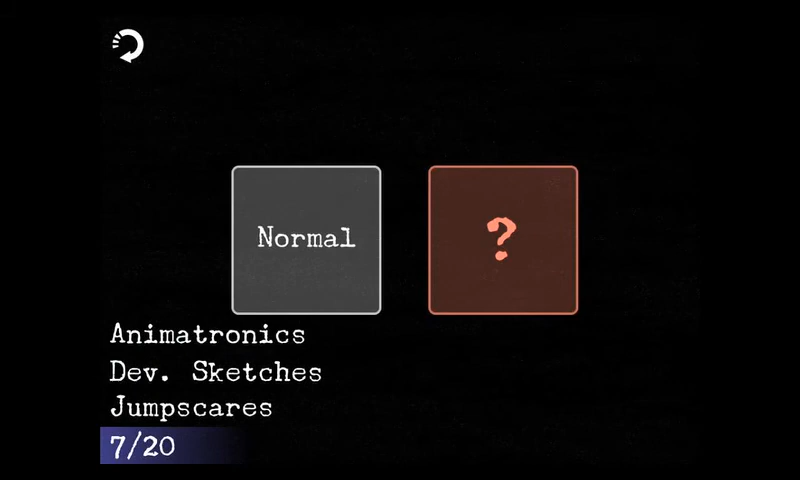 Normal
?
Animatronics
Dev. Sketches
Jumpscares
7/20